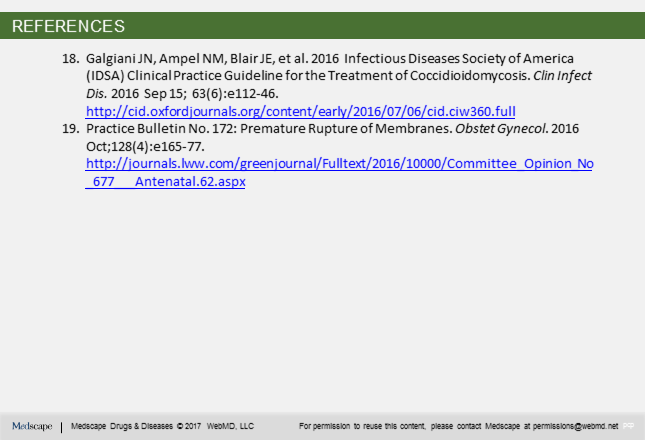 REFERENCES
18. Galgiani JN, Ampel NM, Blair JE, et al. 2016 Infectious Diseases Society of America
(IDSA) Clinical Practice Guideline for the Treatment of Coccidioidomycosis. Clin Infect
Dis. 2016 Sep 15; 63(6):e112-46.
http://cid.oxfordjournals.org/content/early/2016/07/06/cid.ciw360.full
19. Practice Bulletin No. 172: Premature Rupture of Membranes. Obstet Gynecol. 2016
Oct;128(4):e165-77.
http://journals.lww.com/greenjournal/Fulltext/2016/10000/Committee_Opinion_No
_677___Antenatal.62.aspx
Medscape | Medscape Drugs & Diseases © 2017 WebMD, LLC For permission to reuse this content, please contact Medscape at permissions@webmd.net